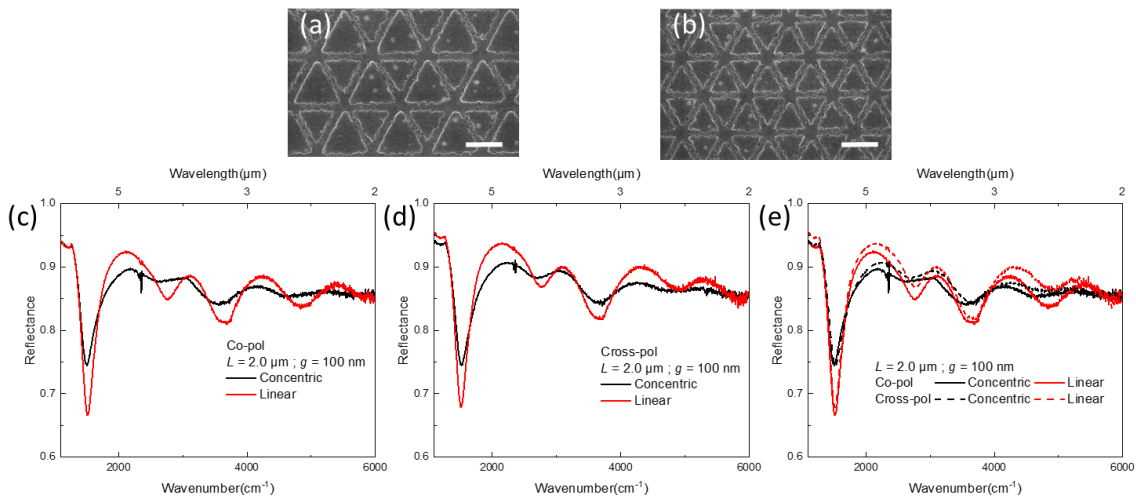 (a)
(b)
Wavelength(μm)
Wavelength(μm)
Wavelength(μm)
5
3
2
5
3
2
5
3
2
(c)
1.0
0.9
0.8
0.7
0.6
Reflectance
Co-pol
L = 2.0 μm ; g = 100 nm
Concentric
Linear
2000
4000
6000
Wavenumber(cm⁻¹)
(d)
1.0
0.9
0.8
0.7
0.6
Reflectance
Cross-pol
L = 2.0 μm ; g = 100 nm
Concentric
Linear
2000
4000
6000
Wavenumber(cm⁻¹)
(e)
1.0
0.9
0.8
0.7
0.6
Reflectance
L = 2.0 μm ; g = 100 nm
Co-pol Concentric Linear
Cross-pol Concentric Linear
2000
4000
6000
Wavenumber(cm⁻¹)